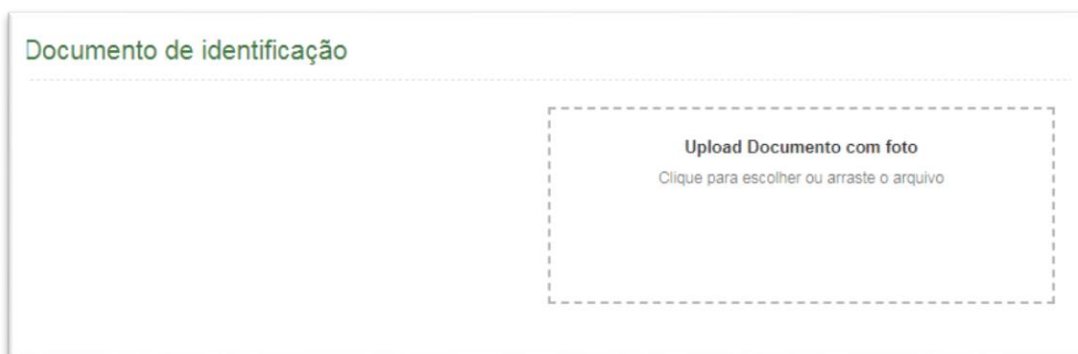 Documento de identificação
Upload Documento com foto
Clique para escolher ou arraste o arquivo